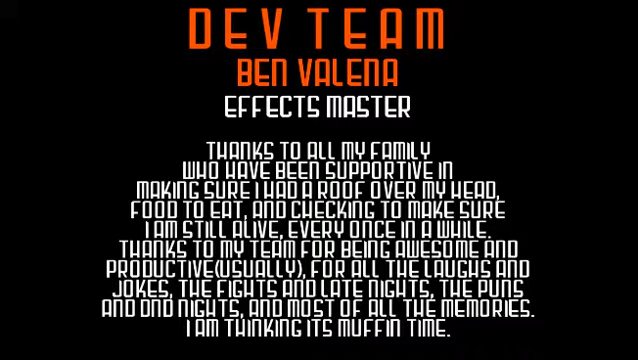 DEV TEAM
BEN VALENA
EFFECTS MASTER
THANKS TO ALL MY FAMILY
WHO HAVE BEEN SUPPORTIVE IN
MAKING SURE I HAD A ROOF OVER MY HEAD,
FOOD TO EAT, AND CHECKING TO MAKE SURE
I AM STILL ALIVE, EVERY ONCE IN A WHILE.
THANKS TO MY TEAM FOR BEING AWESOME AND
PRODUCTIVE(USUALLY), FOR ALL THE LAUGHS AND
JOKES, THE FIGHTS AND LATE NIGHTS, THE PUNS
AND DND NIGHTS, AND MOST OF ALL THE MEMORIES.
I AM THINKING ITS MUFFIN TIME.